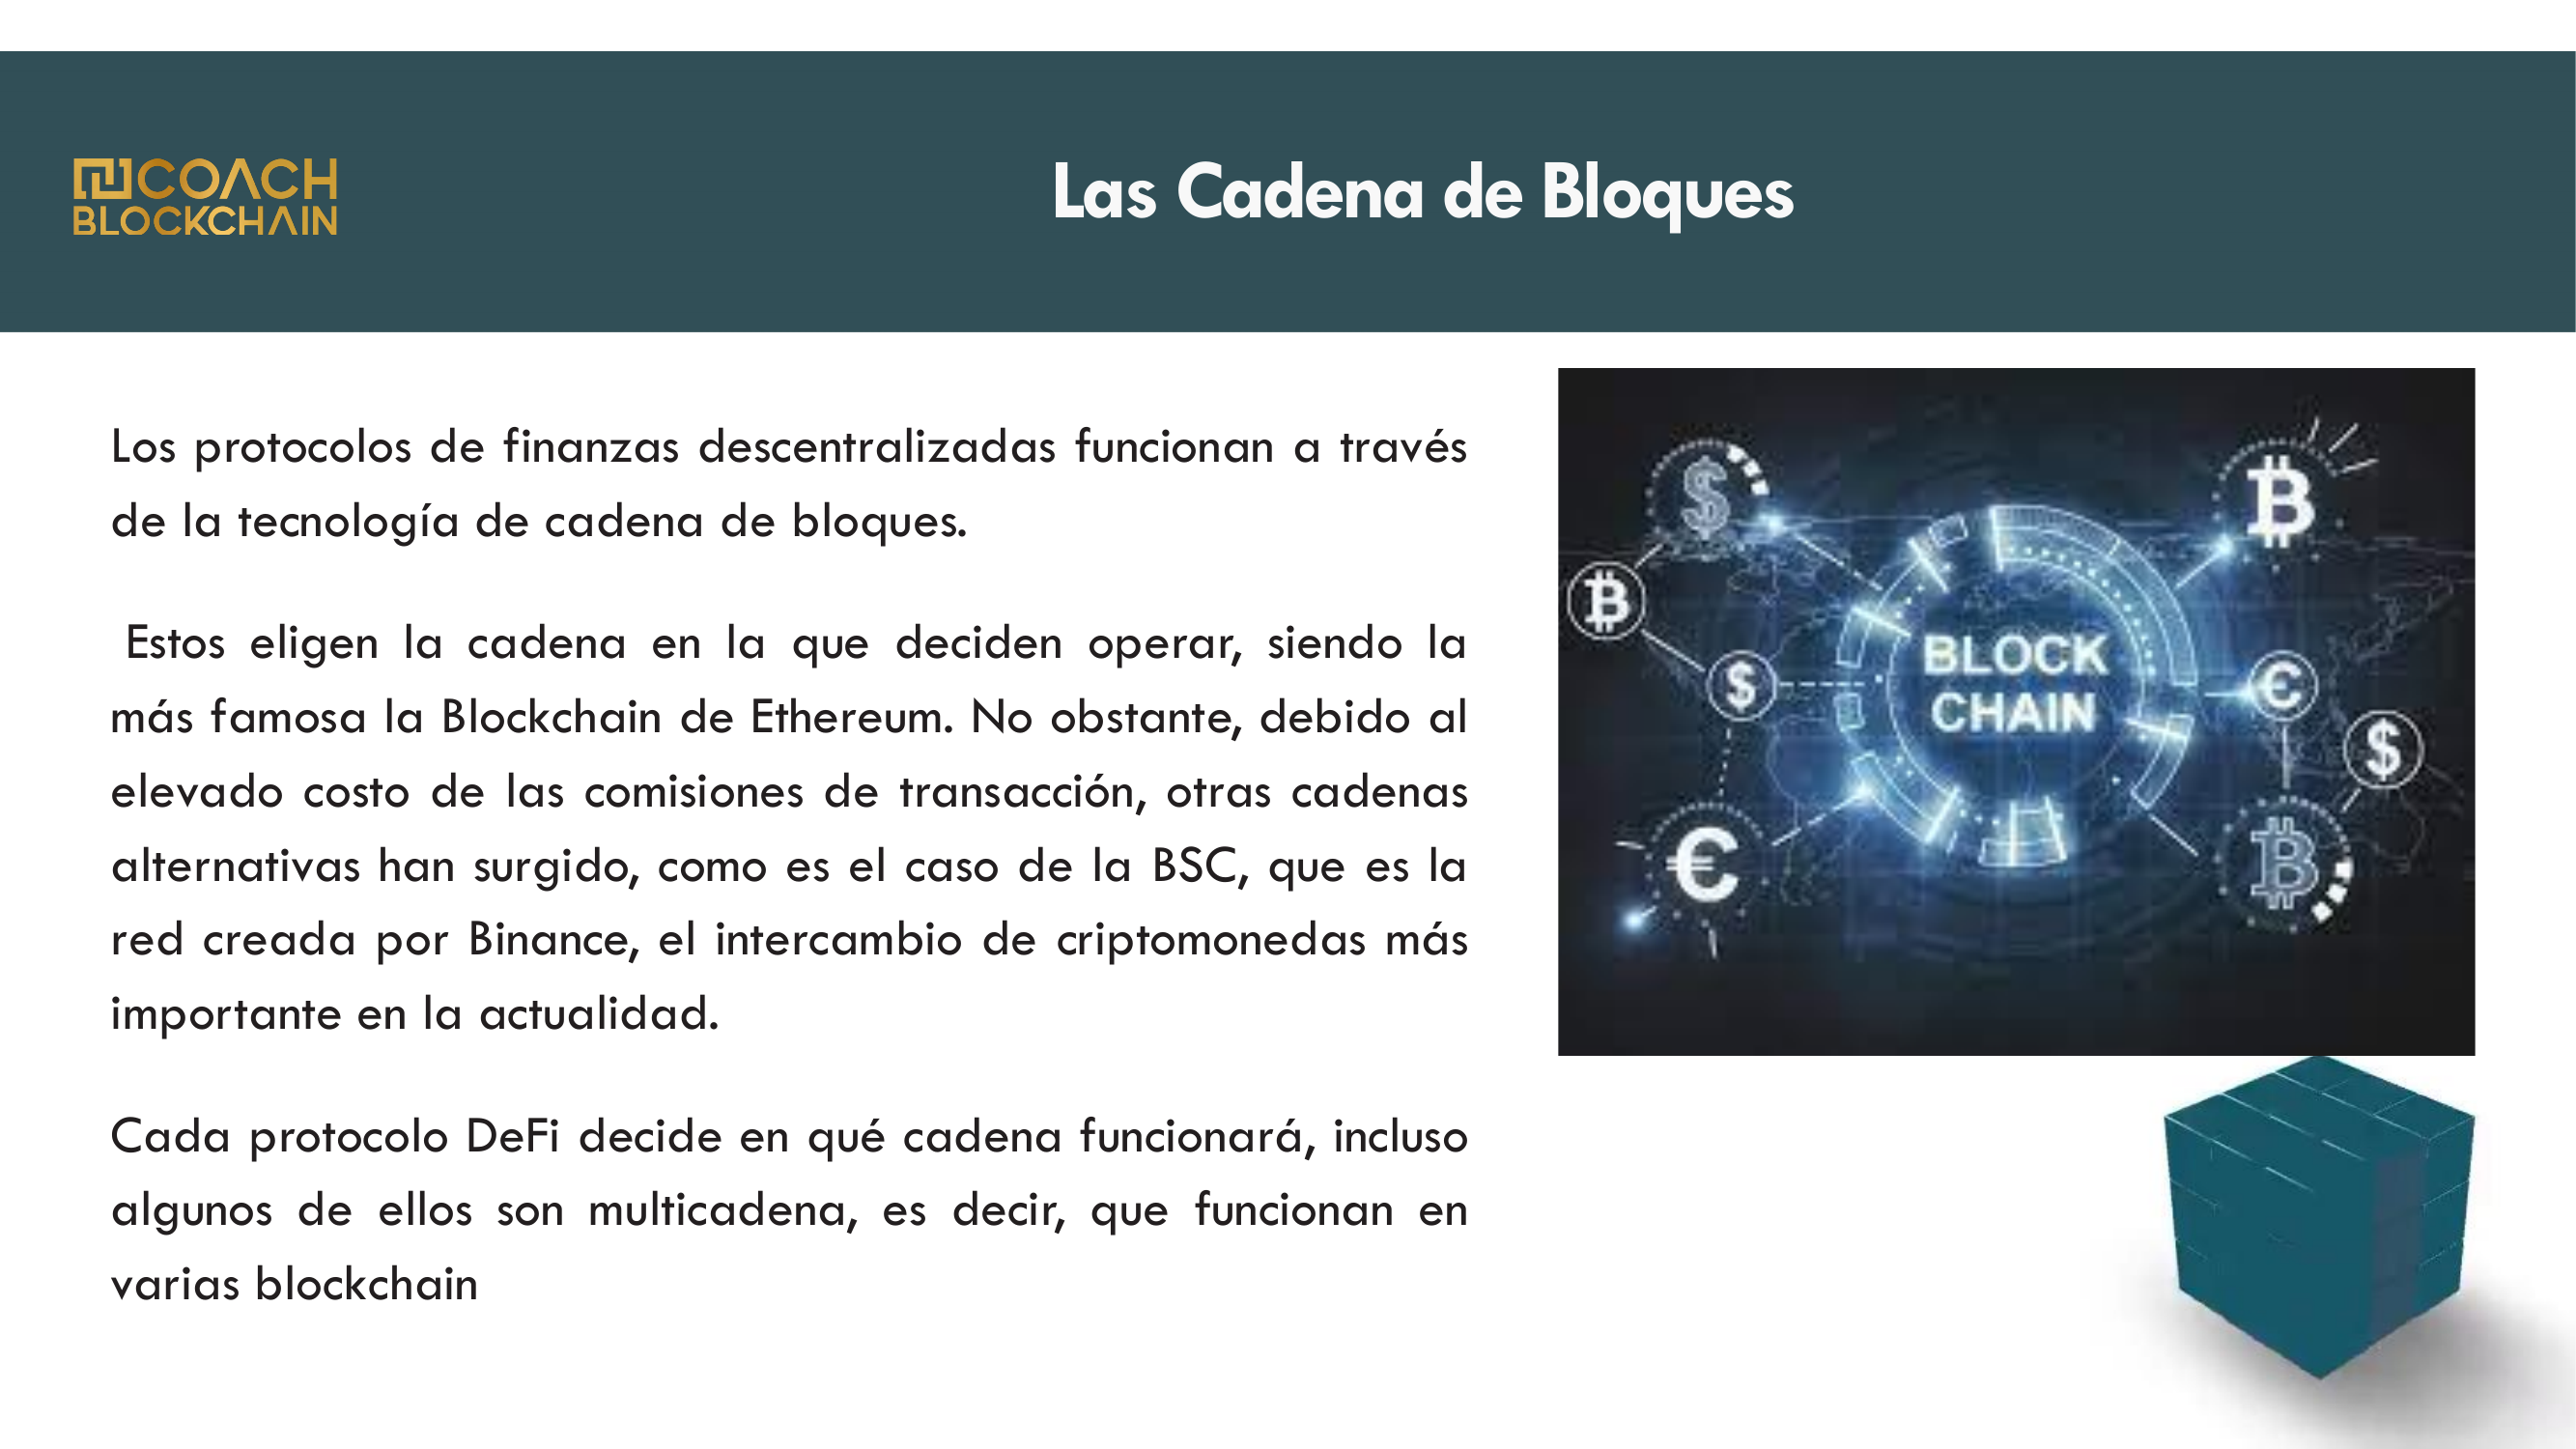 COACH
BLOCKCHAIN
Las Cadena de Bloques
Los protocolos de finanzas descentralizadas funcionan a través
de la tecnología de cadena de bloques.
Estos eligen la cadena en la que deciden operar, siendo la
más famosa la Blockchain de Ethereum. No obstante, debido al
elevado costo de las comisiones de transacción, otras cadenas
alternativas han surgido, como es el caso de la BSC, que es la
red creada por Binance, el intercambio de criptomonedas más
importante en la actualidad.
Cada protocolo DeFi decide en qué cadena funcionará, incluso
algunos de ellos son multicadena, es decir, que funcionan en
varias blockchain
BLOCK
CHAIN